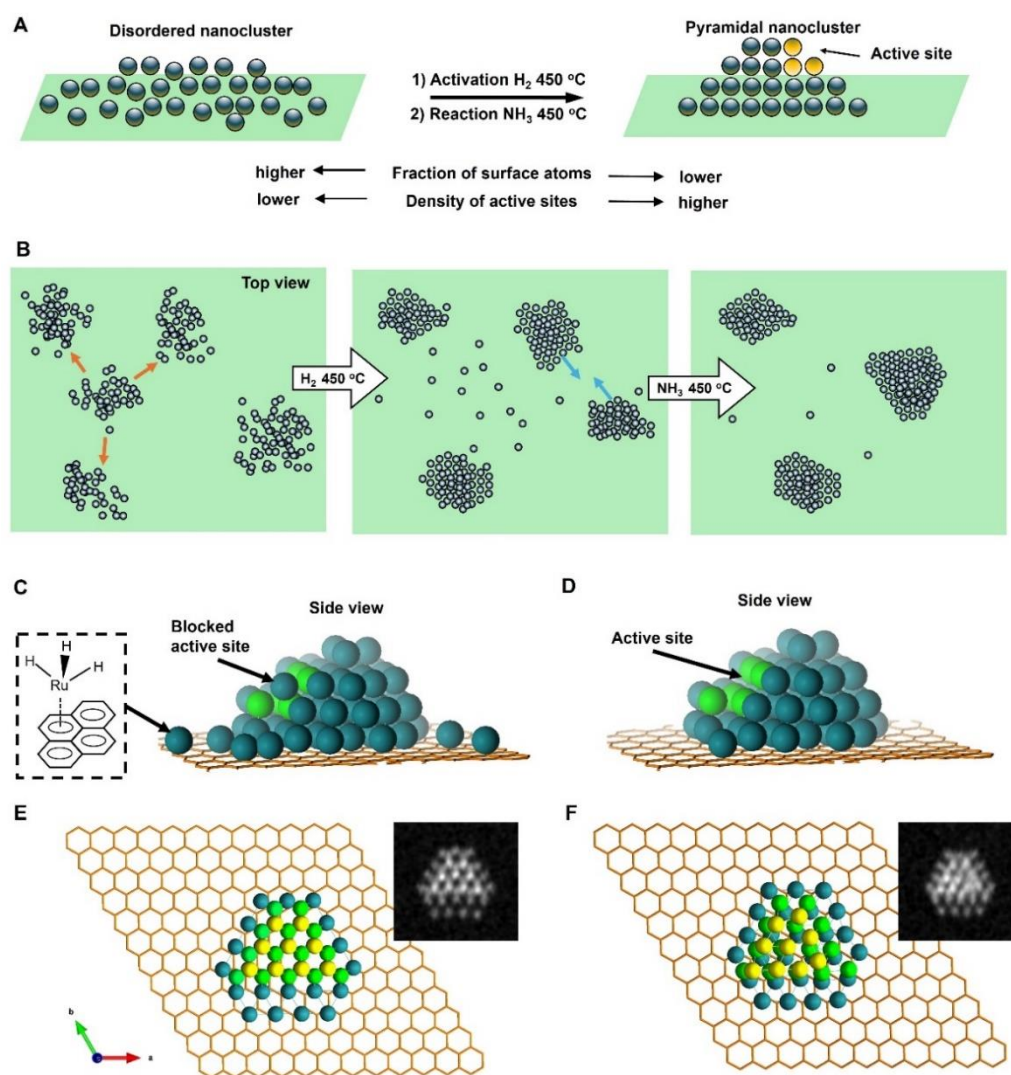 A
Disordered nanocluster
Pyramidal nanocluster
Active site
1) Activation H2 450 °C
2) Reaction NH3 450 °C
higher Fraction of surface atoms lower
lower Density of active sites higher
B
Top view
H2 450 °C
NH3 450 °C
C
Side view
Blocked
active site
H
H H
Ru
D
Side view
Active site
E
b
a
F